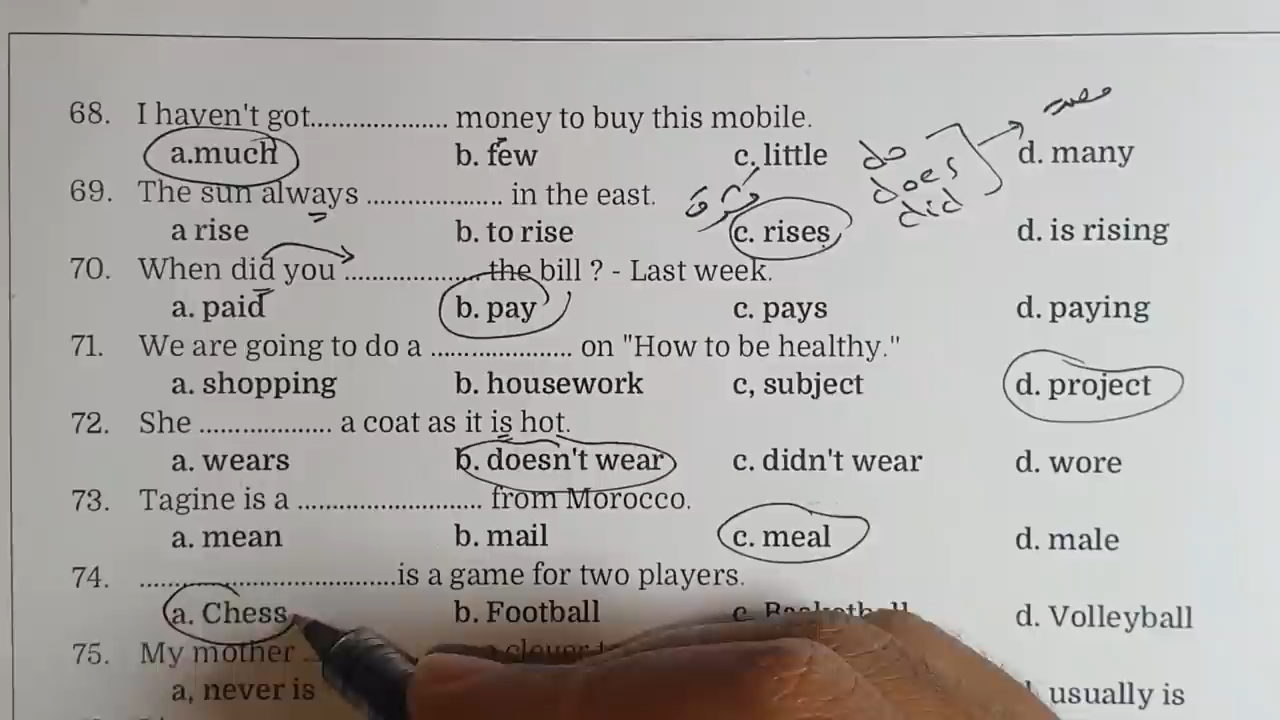 68. I haven't got.................... money to buy this mobile.
a.much b. few c. little d. many
69. The sun always .................... in the east.
a rise b. to rise c. rises d. is rising
70. When did you .................... the bill ? - Last week.
a. paid b. pay c. pays d. paying
71. We are going to do a .................... on "How to be healthy."
a. shopping b. housework c, subject d. project
72. She .................. a coat as it is hot.
a. wears b. doesn't wear c. didn't wear d. wore
73. Tagine is a .......................... from Morocco.
a. mean b. mail c. meal d. male
74. ....................................is a game for two players.
a. Chess b. Football c. Basketball d. Volleyball
75. My mother a clever
a, never is usually is
do
does
did
مصدر